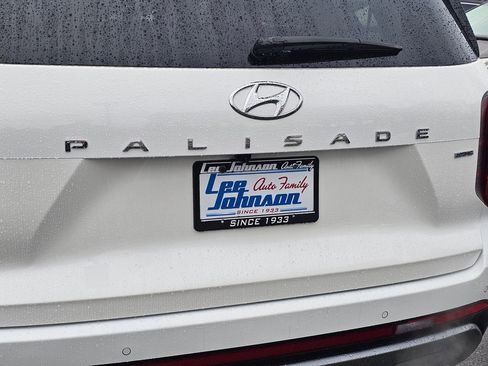 PALISADE
Lee Johnson Auto Family
Lee Auto Family
Johnson
SINCE 1933
SINCE 1933